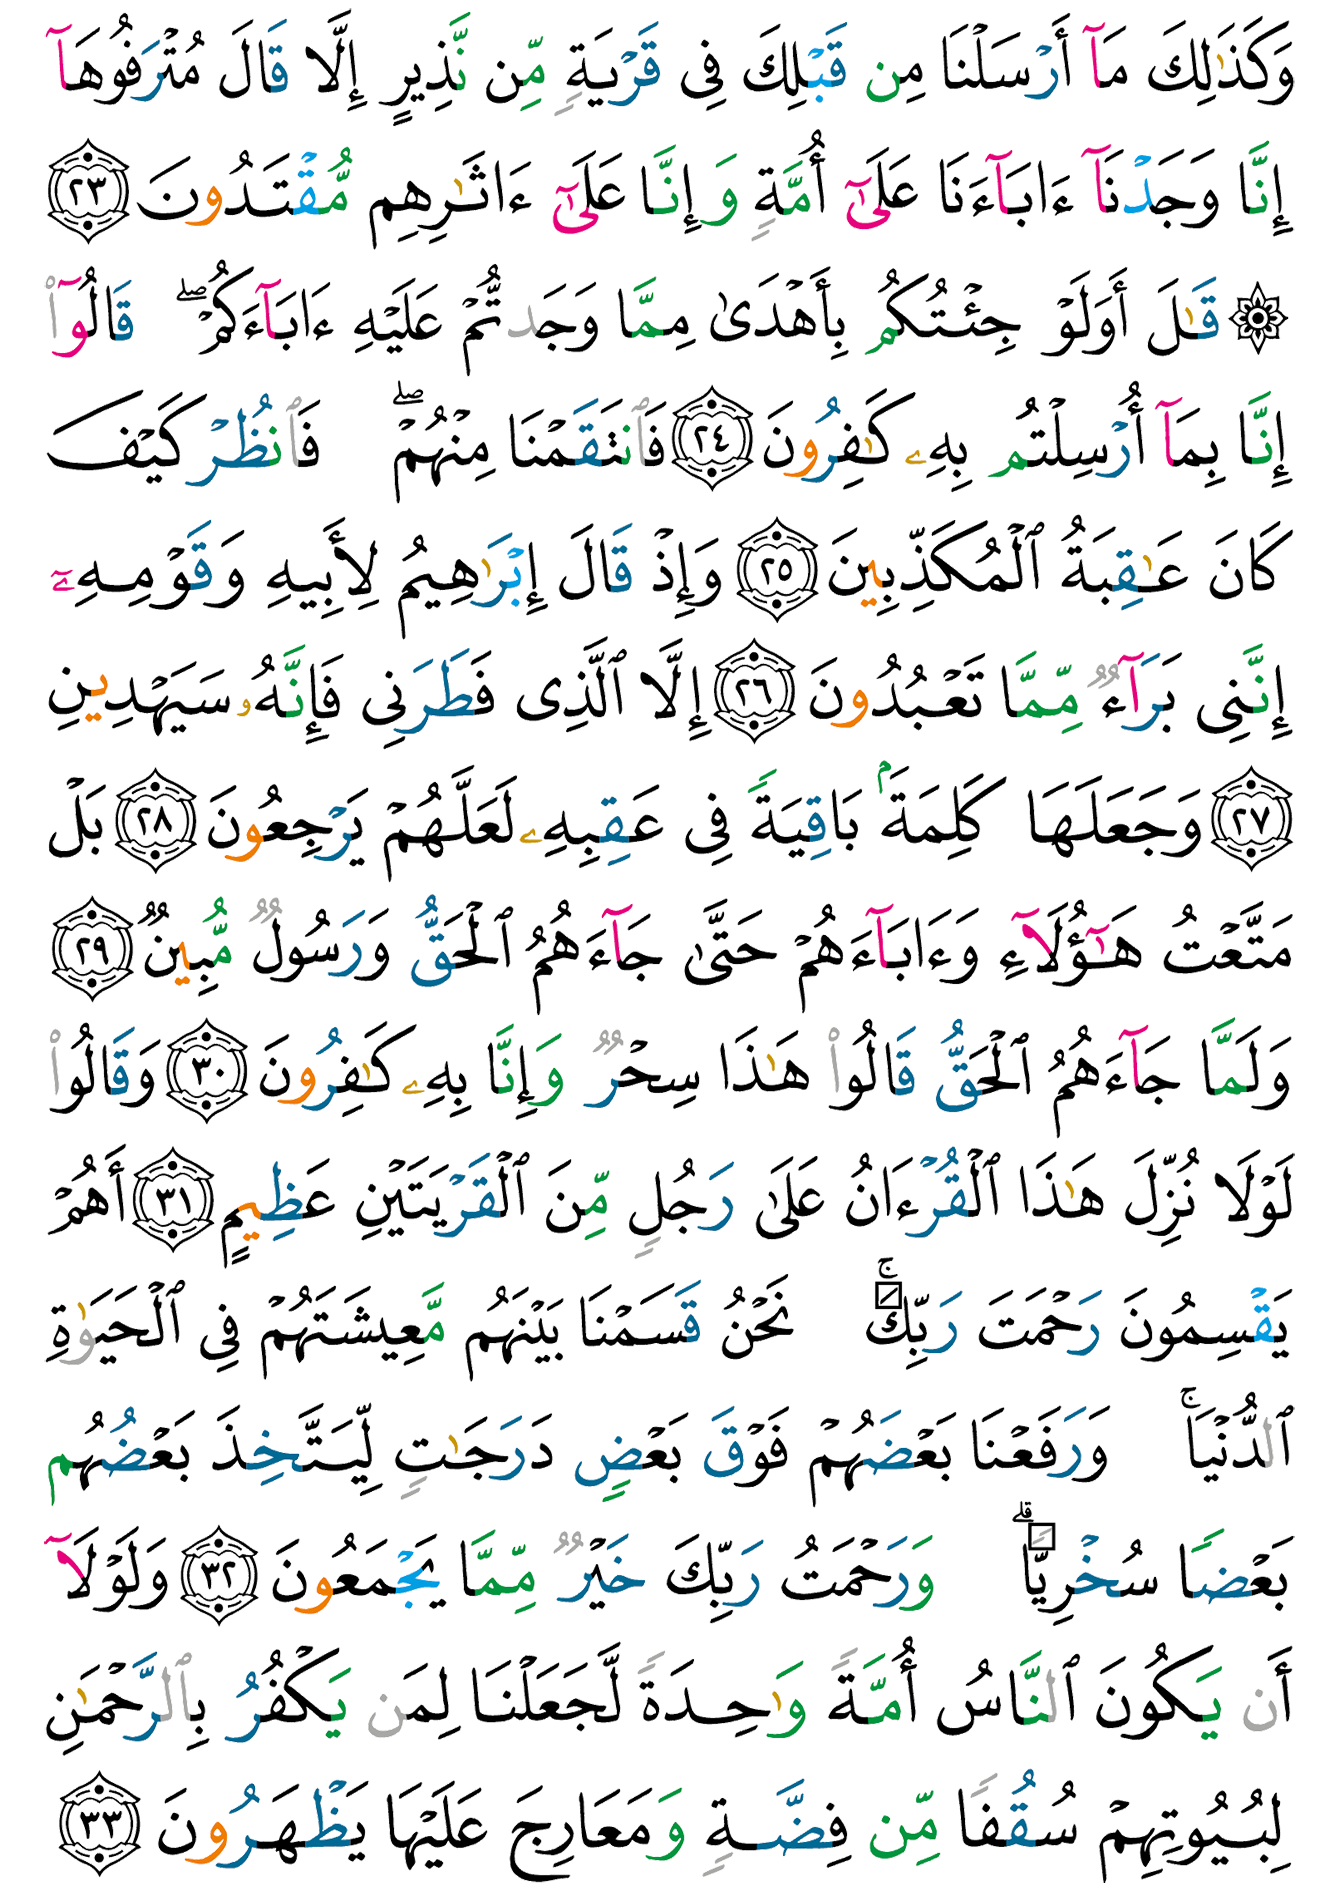 وَكَذَٰلِكَ مَآ أَرْسَلْنَا مِن قَبْلِكَ فِى قَرْيَةٍ مِّن نَّذِيرٍ إِلَّا قَالَ مُتْرَفُوهَآ
إِنَّا وَجَدْنَآ ءَابَآءَنَا عَلَىٰٓ أُمَّةٍ وَإِنَّا عَلَىٰٓ ءَاثَـٰرِهِم مُّقْتَدُونَ ٢٣
۞ قَـٰلَ أَوَلَوْ جِئْتُكُم بِأَهْدَىٰ مِمَّا وَجَدتُّمْ عَلَيْهِ ءَابَآءَكُمْ ۖ قَالُوٓا۟
إِنَّا بِمَآ أُرْسِلْتُم بِهِۦ كَـٰفِرُونَ ٢٤ فَٱنتَقَمْنَا مِنْهُمْ ۖ فَٱنظُرْ كَيْفَ
كَانَ عَـٰقِبَةُ ٱلْمُكَذِّبِينَ ٢٥ وَإِذْ قَالَ إِبْرَٰهِيمُ لِأَبِيهِ وَقَوْمِهِۦٓ
إِنَّنِى بَرَآءٌ مِّمَّا تَعْبُدُونَ ٢٦ إِلَّا ٱلَّذِى فَطَرَنِى فَإِنَّهُۥ سَيَهْدِينِ
٢٧ وَجَعَلَهَا كَلِمَةًۢ بَاقِيَةً فِى عَقِبِهِۦ لَعَلَّهُمْ يَرْجِعُونَ ٢٨ بَلْ
مَتَّعْتُ هَـٰٓؤُلَآءِ وَءَابَآءَهُمْ حَتَّىٰ جَآءَهُمُ ٱلْحَقُّ وَرَسُولٌ مُّبِينٌ ٢٩
وَلَمَّا جَآءَهُمُ ٱلْحَقُّ قَالُوا۟ هَـٰذَا سِحْرٌ وَإِنَّا بِهِۦ كَـٰفِرُونَ ٣٠ وَقَالُوا۟
لَوْلَا نُزِّلَ هَـٰذَا ٱلْقُرْءَانُ عَلَىٰ رَجُلٍ مِّنَ ٱلْقَرْيَتَيْنِ عَظِيمٍ ٣١ أَهُمْ
يَقْسِمُونَ رَحْمَتَ رَبِّكَ ۚ نَحْنُ قَسَمْنَا بَيْنَهُم مَّعِيشَتَهُمْ فِى ٱلْحَيَوٰةِ
ٱلدُّنْيَا ۚ وَرَفَعْنَا بَعْضَهُمْ فَوْقَ بَعْضٍ دَرَجَـٰتٍ لِّيَتَّخِذَ بَعْضُهُم
بَعْضًا سُخْرِيًّا ۗ وَرَحْمَتُ رَبِّكَ خَيْرٌ مِّمَّا يَجْمَعُونَ ٣٢ وَلَوْلَآ
أَن يَكُونَ ٱلنَّاسُ أُمَّةً وَٰحِدَةً لَّجَعَلْنَا لِمَن يَكْفُرُ بِٱلرَّحْمَـٰنِ
لِبُيُوتِهِمْ سُقُفًا مِّن فِضَّةٍ وَمَعَارِجَ عَلَيْهَا يَظْهَرُونَ ٣٣